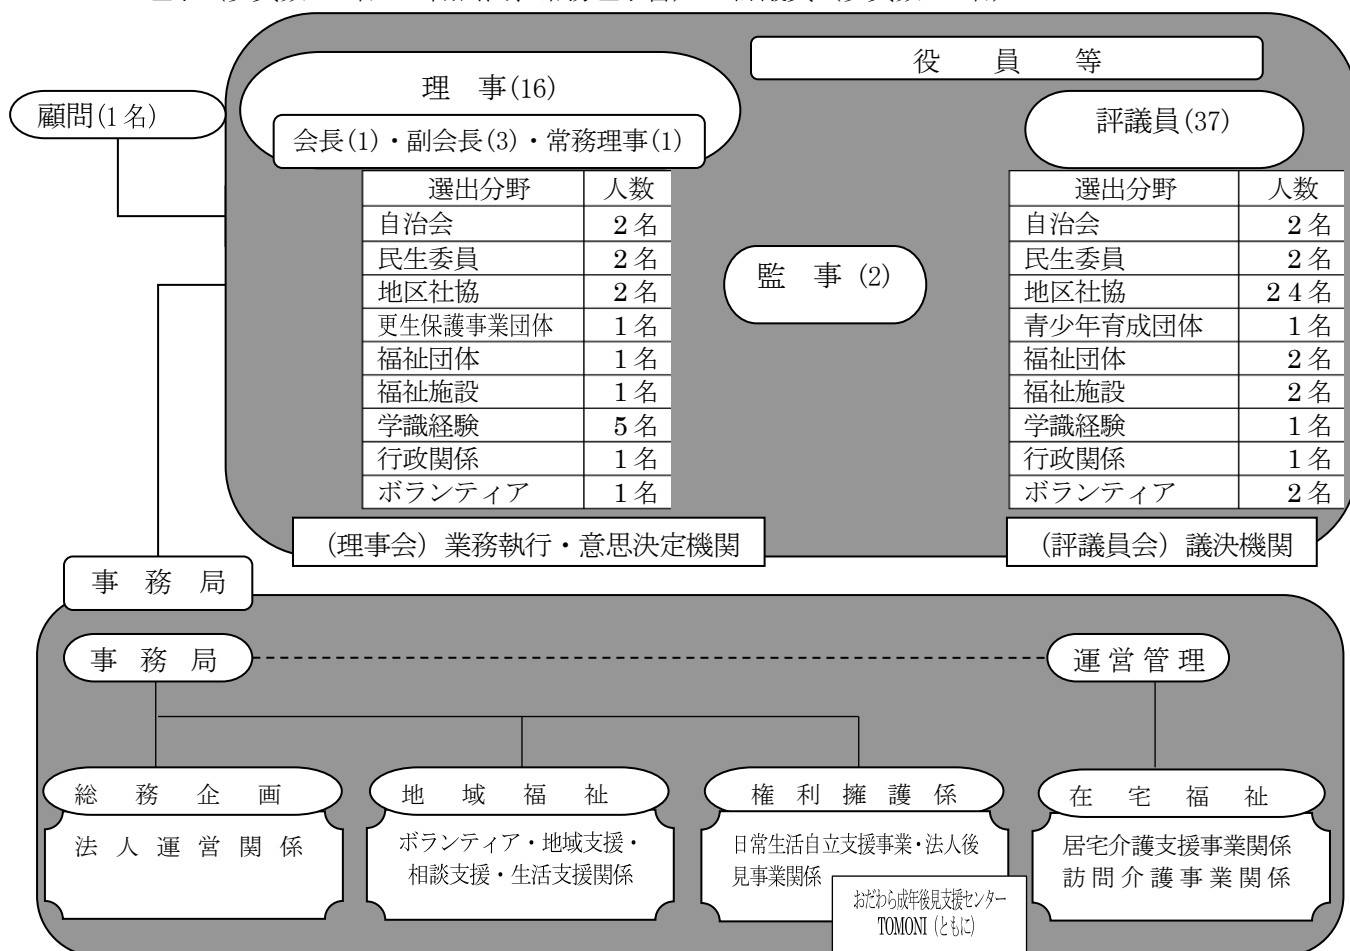 役員等
理事(16)
顧問(1名)
会長(1)・副会長(3)・常務理事(1)
評議員(37)
選出分野 人数
自治会 2名
民生委員 2名
地区社協 2名
更生保護事業団体 1名
福祉団体 1名
福祉施設 1名
学識経験 5名
行政関係 1名
ボランティア 1名
監事(2)
選出分野 人数
自治会 2名
民生委員 2名
地区社協 24名
青少年育成団体 1名
福祉団体 2名
福祉施設 2名
学識経験 1名
行政関係 1名
ボランティア 2名
(理事会)業務執行・意思決定機関
(評議員会)議決機関
事務局
事務局
運営管理
総務企画
法人運営関係
地域福祉
ボランティア・地域支援・
相談支援・生活支援関係
権利擁護係
日常生活自立支援事業・法人後
見事業関係
おだわら成年後見支援センター
TOMONI(ともに)
在宅福祉
居宅介護支援事業関係
訪問介護事業関係